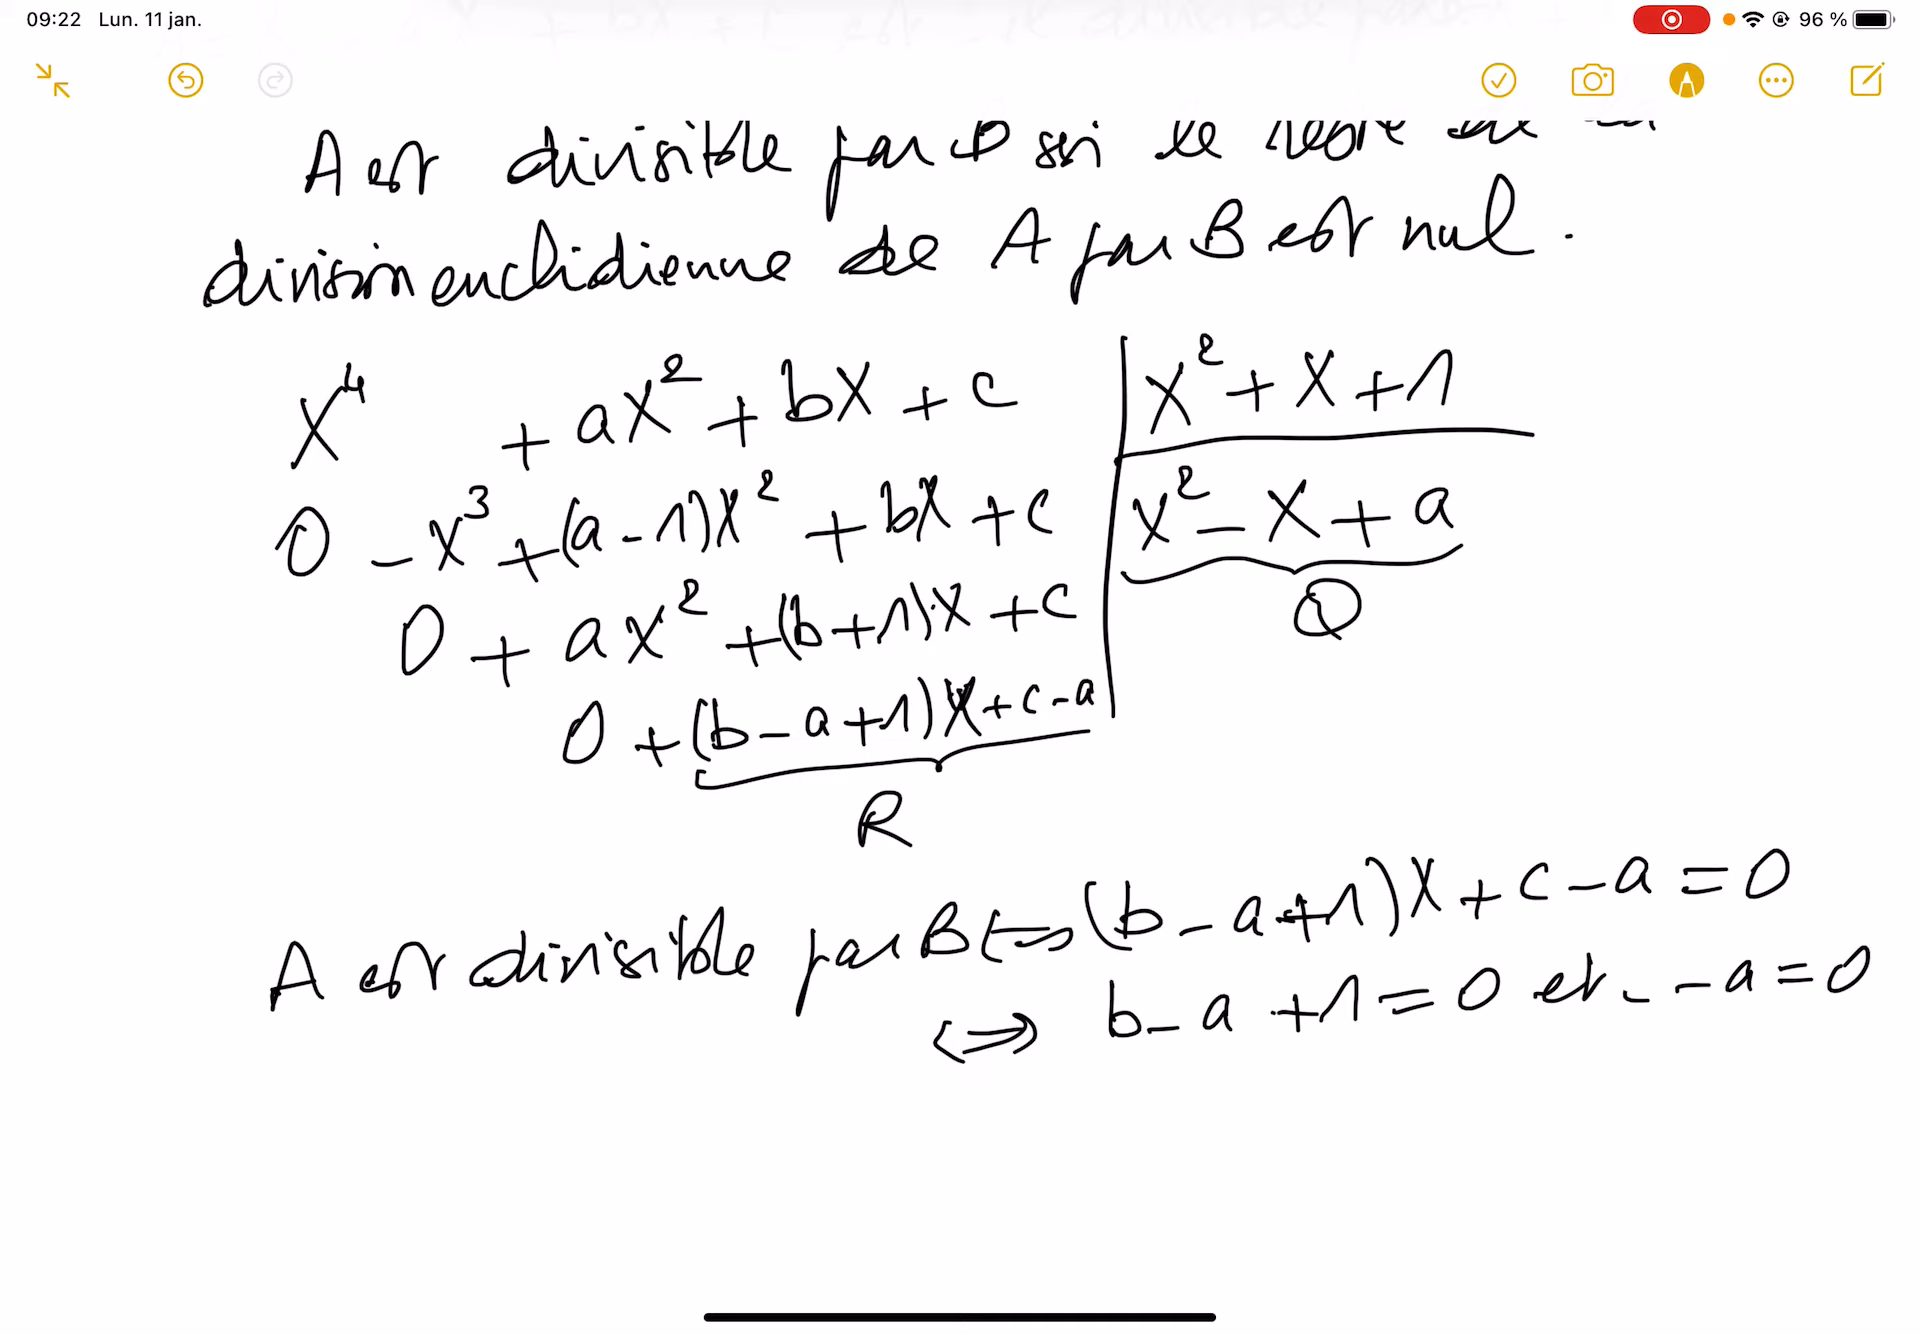 09:22 Lun. 11 jan. 96 %
A est divisible par B ssi le reste de la
division euclidienne de A par B est nul.
X⁴ + aX² + bX + c | X² + X + 1
0 - X³ + (a-1)X² + bX + c | X² - X + a
0 + aX² + (b+1)X + c Q
0 + (b-a+1)X + c-a
R
A est divisible par B ⇔ (b-a+1)X + c-a = 0
⇔ b-a+1 = 0 et -a = 0